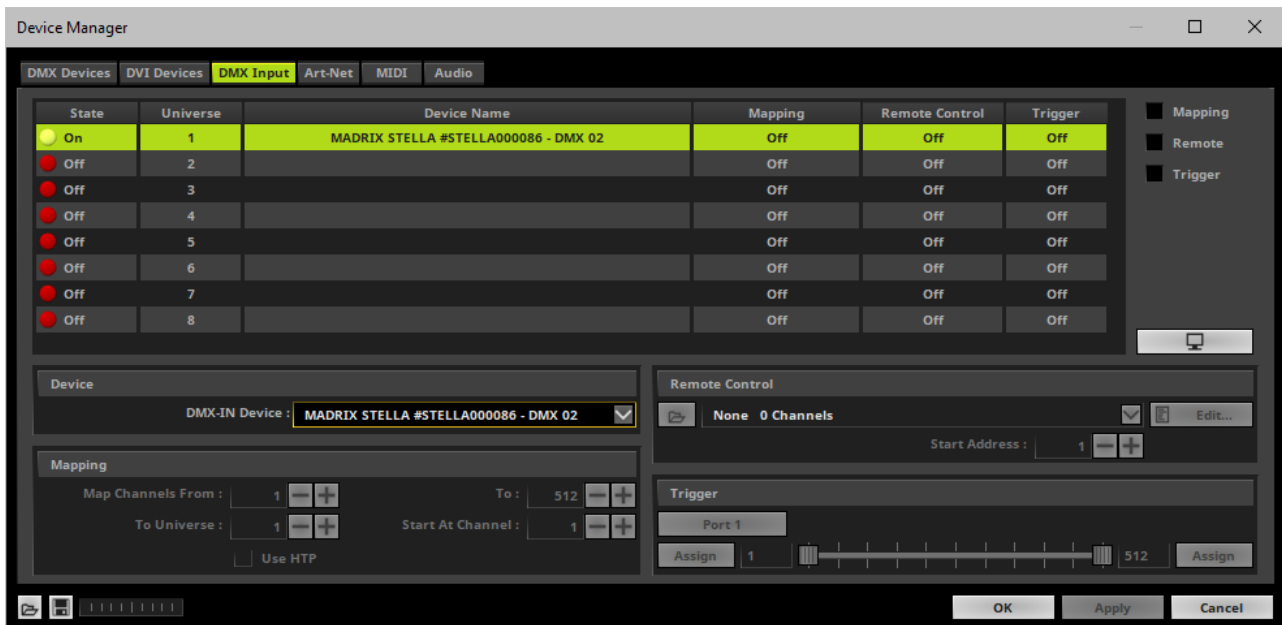 Device Manager
DMX Devices DVI Devices DMX Input Art-Net MIDI Audio
State Universe Device Name Mapping Remote Control Trigger
On 1 MADRIX STELLA #STELLA000086 - DMX 02 Off Off Off
Off 2 Off Off Off
Off 3 Off Off Off
Off 4 Off Off Off
Off 5 Off Off Off
Off 6 Off Off Off
Off 7 Off Off Off
Off 8 Off Off Off
Mapping
Remote
Trigger
Device
DMX-IN Device : MADRIX STELLA #STELLA000086 - DMX 02
Mapping
Map Channels From : 1 To : 512
To Universe : 1 Start At Channel : 1
Use HTP
Remote Control
None 0 Channels Edit...
Start Address : 1
Trigger
Port 1
Assign 1 512 Assign
OK Apply Cancel